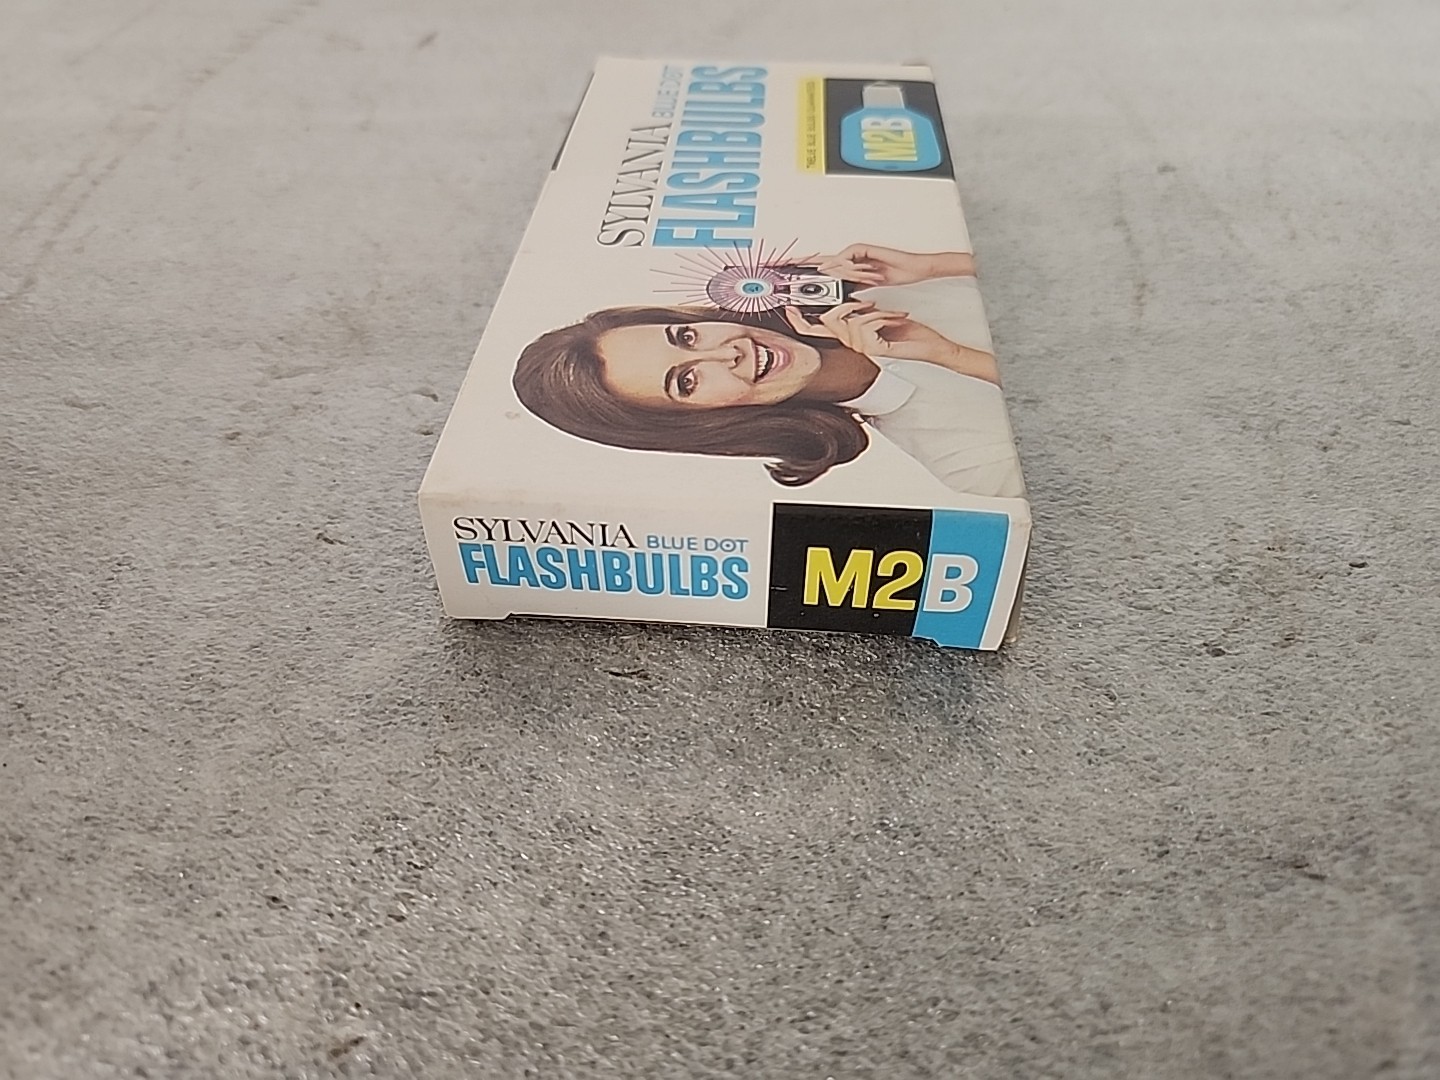 SYLVANIA BLUE DOT
FLASHBULBS
M2B
SYLVANIA BLUE DOT
FLASHBULBS
M2B